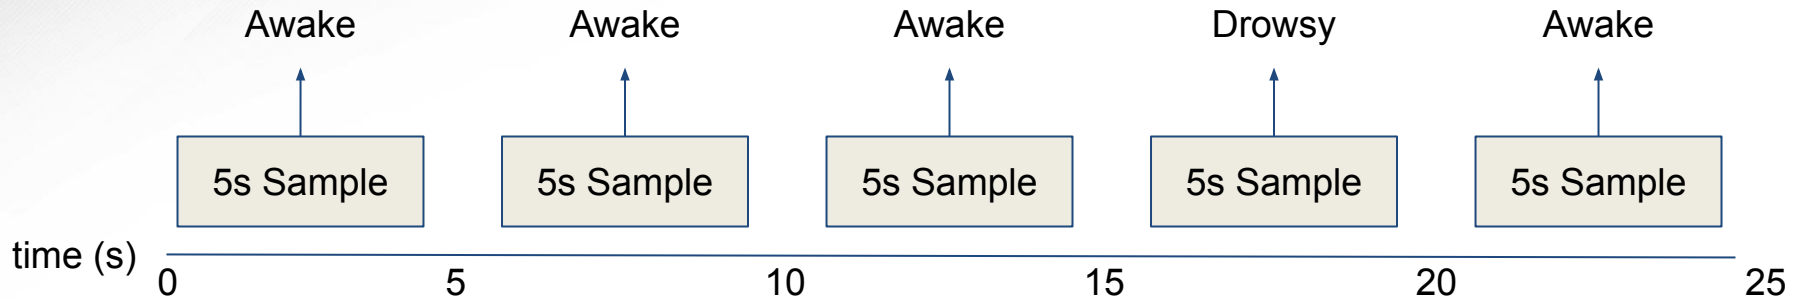 Awake Awake Awake Drowsy Awake
5s Sample 5s Sample 5s Sample 5s Sample 5s Sample
time (s)
0 5 10 15 20 25